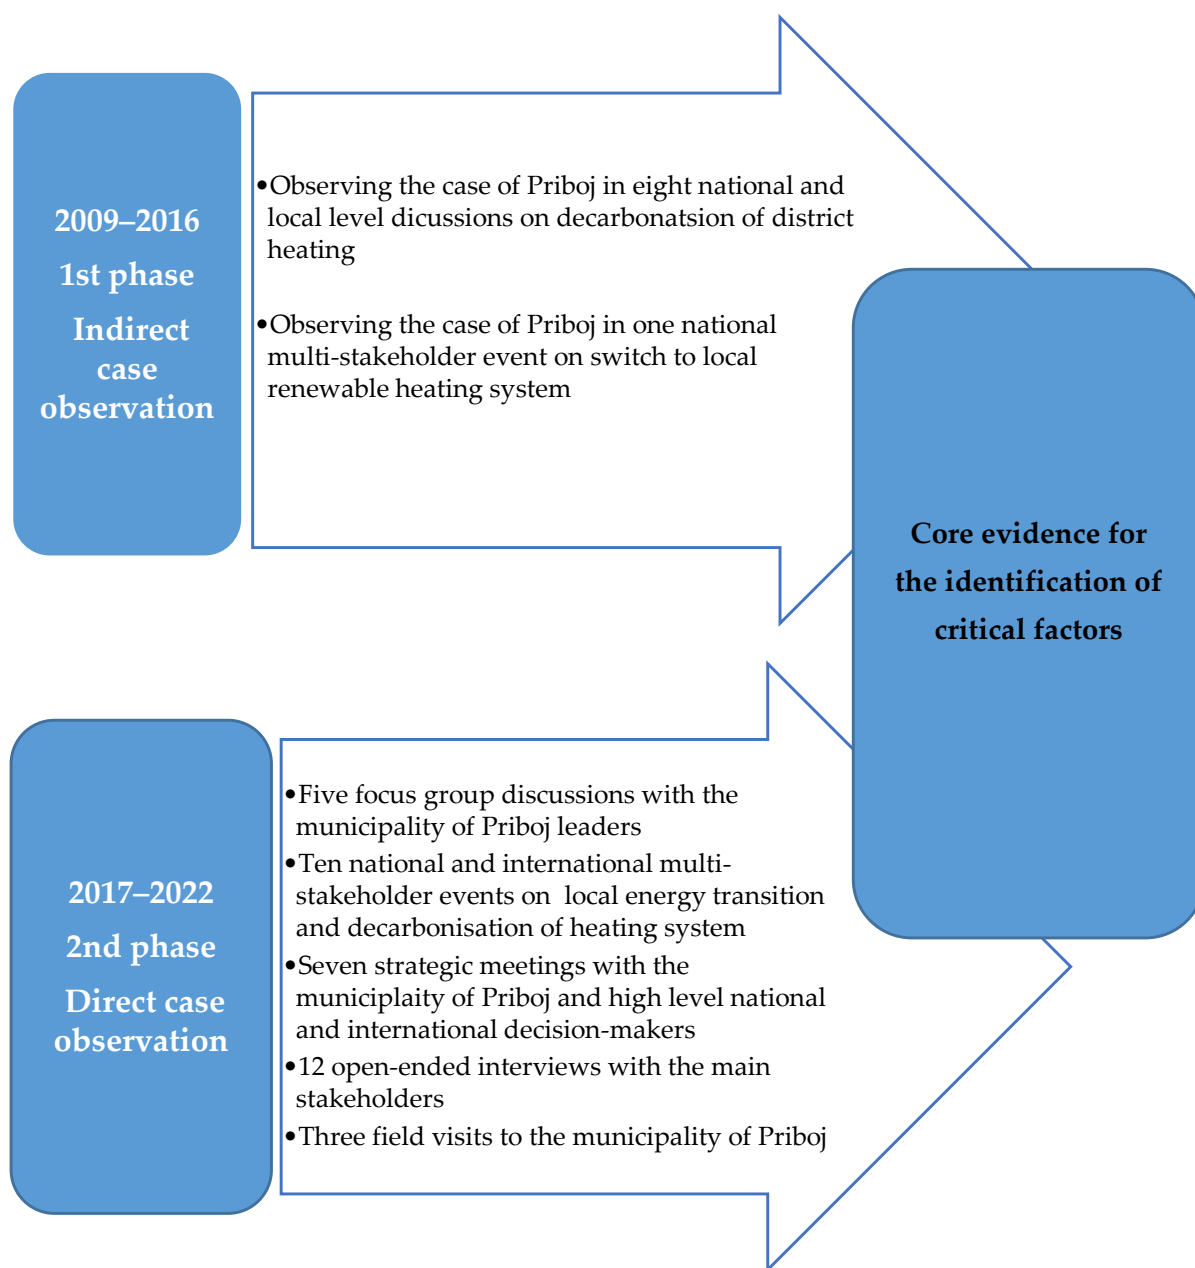 2009–2016
1st phase
Indirect
case
observation
•Observing the case of Priboj in eight national and
local level dicussions on decarbonatsion of district
heating
•Observing the case of Priboj in one national
multi-stakeholder event on switch to local
renewable heating system
Core evidence for
the identification of
critical factors
2017–2022
2nd phase
Direct case
observation
•Five focus group discussions with the
municipality of Priboj leaders
•Ten national and international multi-
stakeholder events on local energy transition
and decarbonisation of heating system
•Seven strategic meetings with the
municiplaity of Priboj and high level national
and international decision-makers
•12 open-ended interviews with the main
stakeholders
•Three field visits to the municipality of Priboj